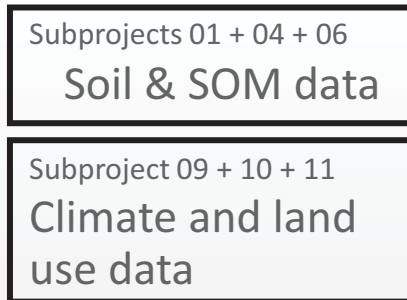 Subprojects 01 + 04 + 06
Soil & SOM data
Subproject 09 + 10 + 11
Climate and land
use data